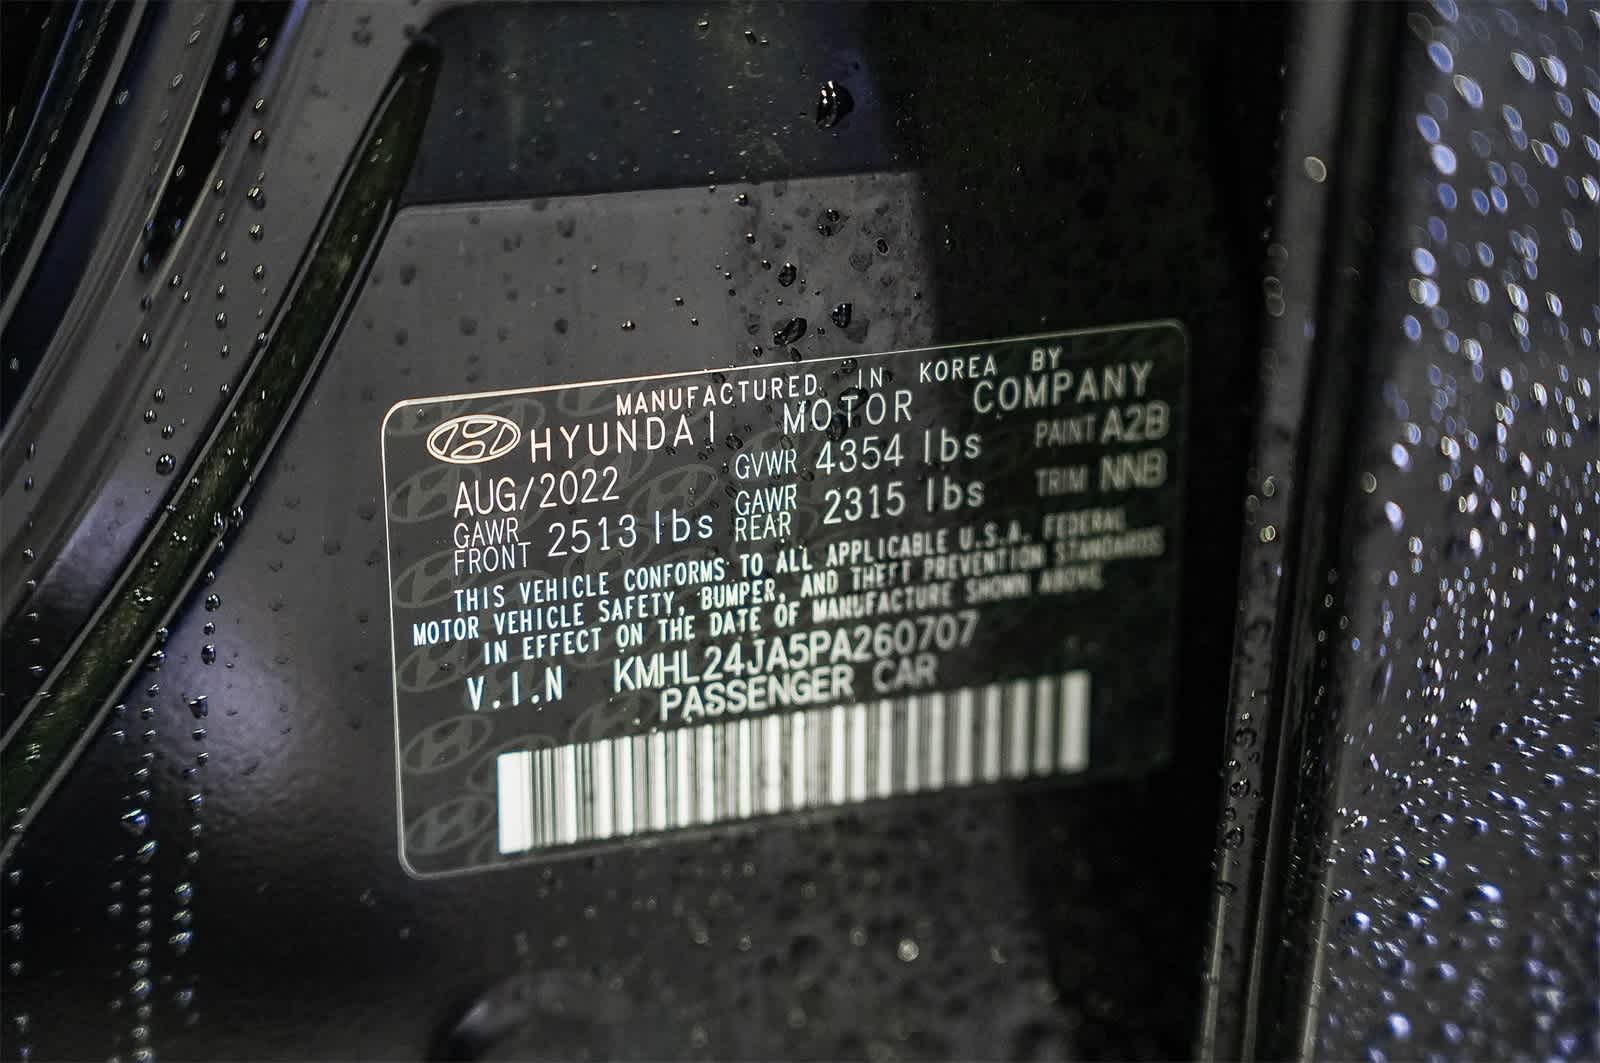 MANUFACTURED IN KOREA BY
HYUNDAI MOTOR COMPANY
AUG/2022 GVWR 4354 lbs PAINT A2B
GAWR FRONT 2513 lbs GAWR REAR 2315 lbs TRIM NNB
THIS VEHICLE CONFORMS TO ALL APPLICABLE U.S.A. FEDERAL
MOTOR VEHICLE SAFETY, BUMPER, AND THEFT PREVENTION STANDARDS
IN EFFECT ON THE DATE OF MANUFACTURE SHOWN ABOVE
V.I.N KMHL24JA5PA260707
PASSENGER CAR